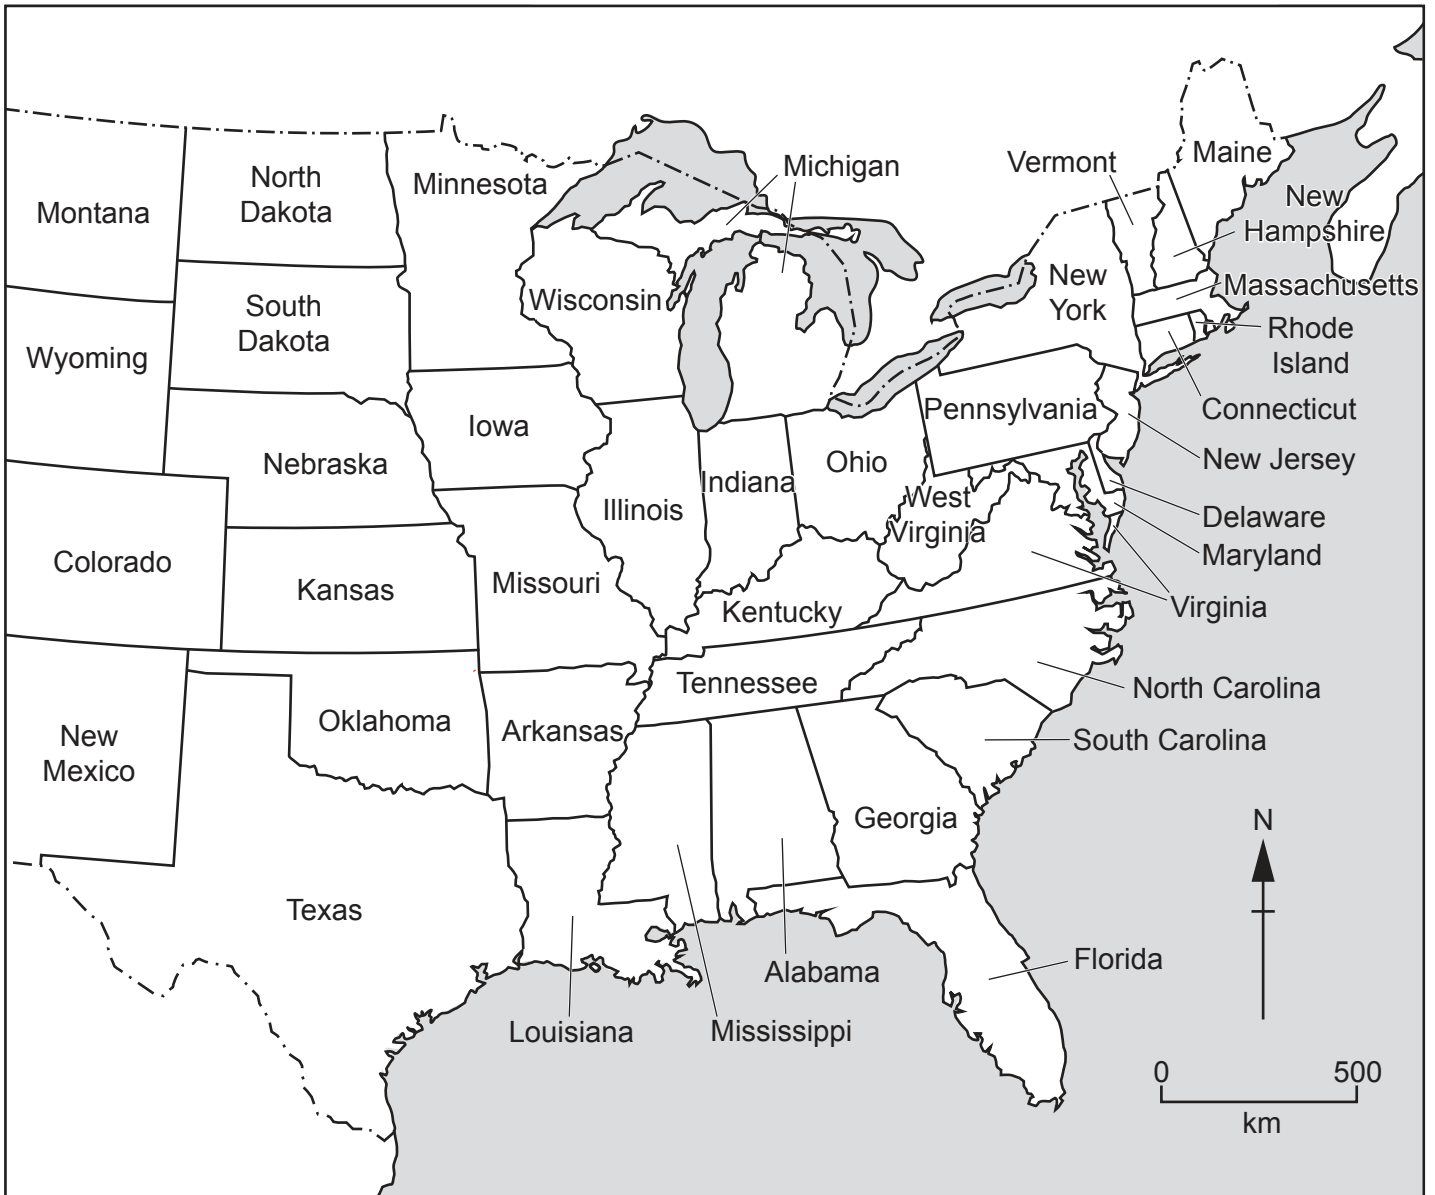 Michigan
Vermont
Maine
Montana
North
Dakota
Minnesota
New
Hampshire
Wisconsin
New
York
Massachusetts
South
Dakota
Rhode
Island
Wyoming
Iowa
Pennsylvania
Connecticut
Nebraska
Ohio
New Jersey
Illinois
Indiana
West
Virginia
Delaware
Maryland
Colorado
Kansas
Missouri
Kentucky
Virginia
Tennessee
North Carolina
New
Mexico
Oklahoma
Arkansas
South Carolina
Georgia
N
Texas
Alabama
Florida
Louisiana
Mississippi
0 500
km